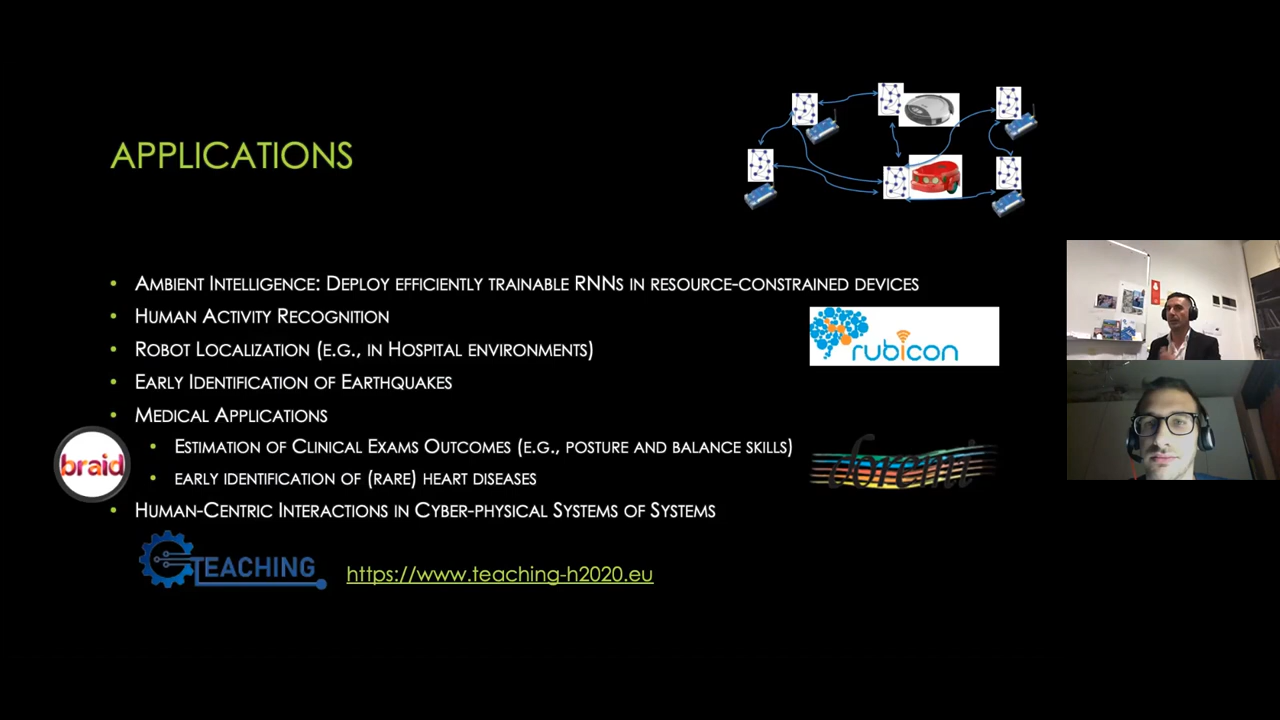 APPLICATIONS
• AMBIENT INTELLIGENCE: DEPLOY EFFICIENTLY TRAINABLE RNNS IN RESOURCE-CONSTRAINED DEVICES
• HUMAN ACTIVITY RECOGNITION
rubicon
• ROBOT LOCALIZATION (E.G., IN HOSPITAL ENVIRONMENTS)
• EARLY IDENTIFICATION OF EARTHQUAKES
• MEDICAL APPLICATIONS
• ESTIMATION OF CLINICAL EXAMS OUTCOMES (E.G., POSTURE AND BALANCE SKILLS)
braid
doremi
• EARLY IDENTIFICATION OF (RARE) HEART DISEASES
• HUMAN-CENTRIC INTERACTIONS IN CYBER-PHYSICAL SYSTEMS OF SYSTEMS
TEACHING
https://www.teaching-h2020.eu